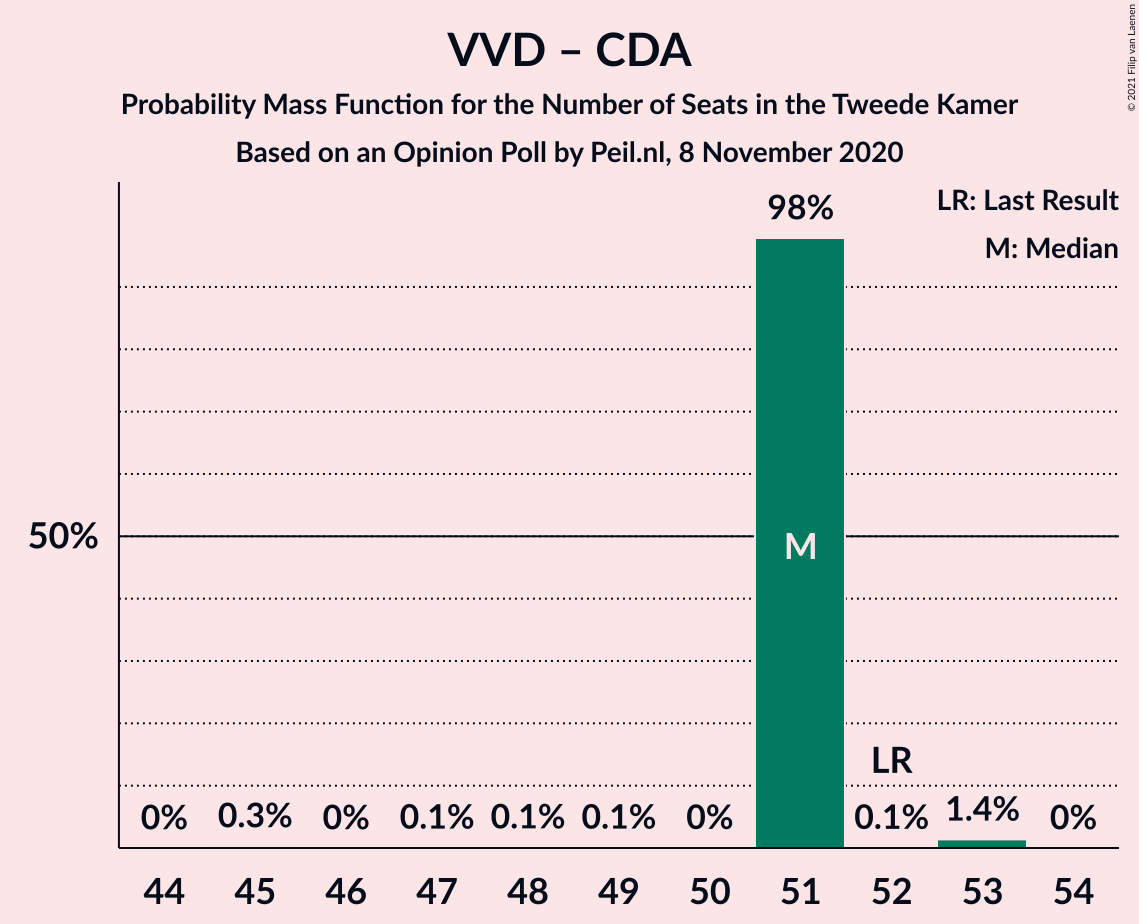 VVD – CDA
Probability Mass Function for the Number of Seats in the Tweede Kamer
Based on an Opinion Poll by Peil.nl, 8 November 2020
© 2021 Filip van Laenen
LR: Last Result
M: Median
98%
50%
M
LR
0% 0.3% 0% 0.1% 0.1% 0.1% 0% 0.1% 1.4% 0%
44 45 46 47 48 49 50 51 52 53 54